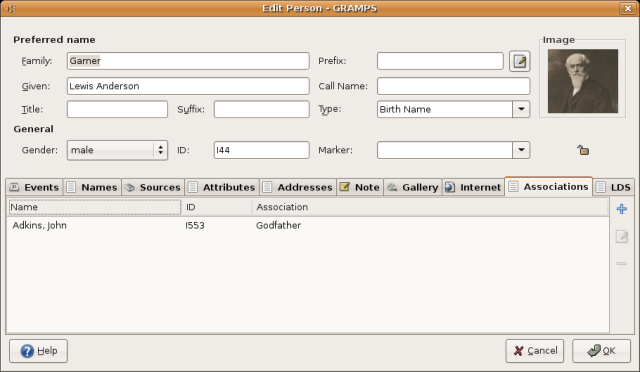 Edit Person - GRAMPS
Preferred name
Image
Family: Garner Prefix:
Given: Lewis Anderson Call Name:
Title: Suffix: Type: Birth Name
General
Gender: male ID: I44 Marker:
Events Names Sources Attributes Addresses Note Gallery Internet Associations LDS
Name ID Association
Adkins, John I553 Godfather
Help Cancel OK